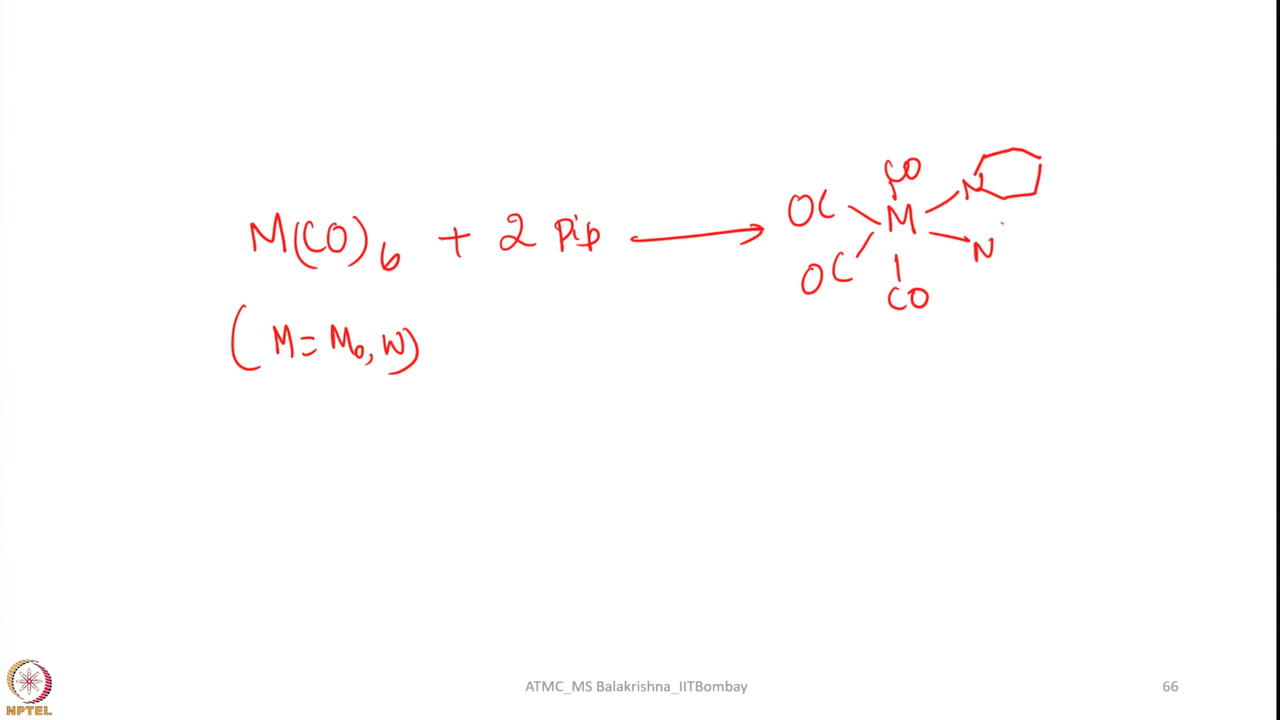 M(CO)6 + 2 pip ⟶
CO
OC M N
N
OC
CO
(M = Mo, W)
NPTEL
ATMC_MS Balakrishna_IITBombay
66